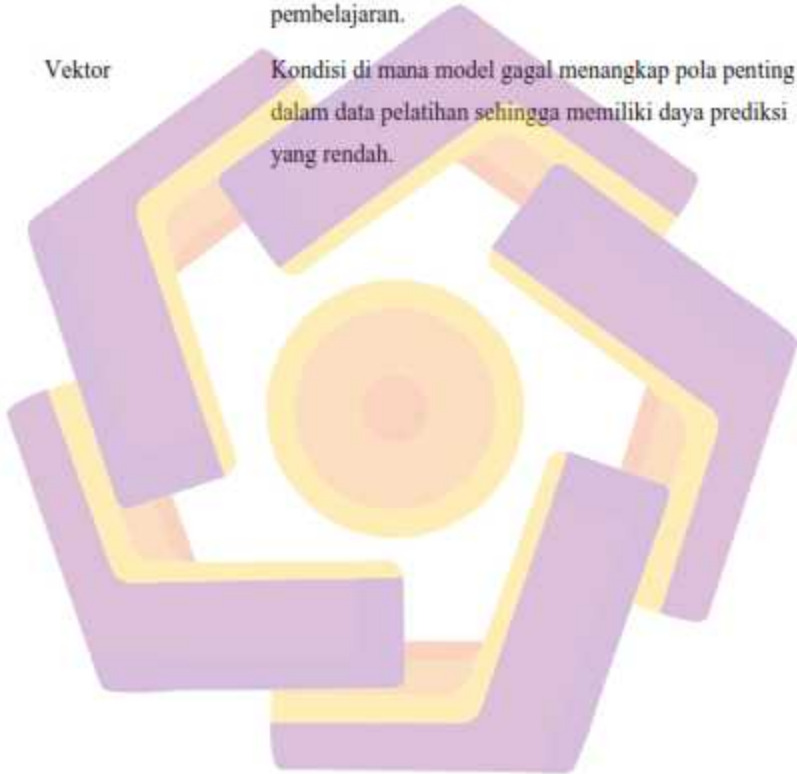 pembelajaran.
Vektor Kondisi di mana model gagal menangkap pola penting
dalam data pelatihan sehingga memiliki daya prediksi
yang rendah.